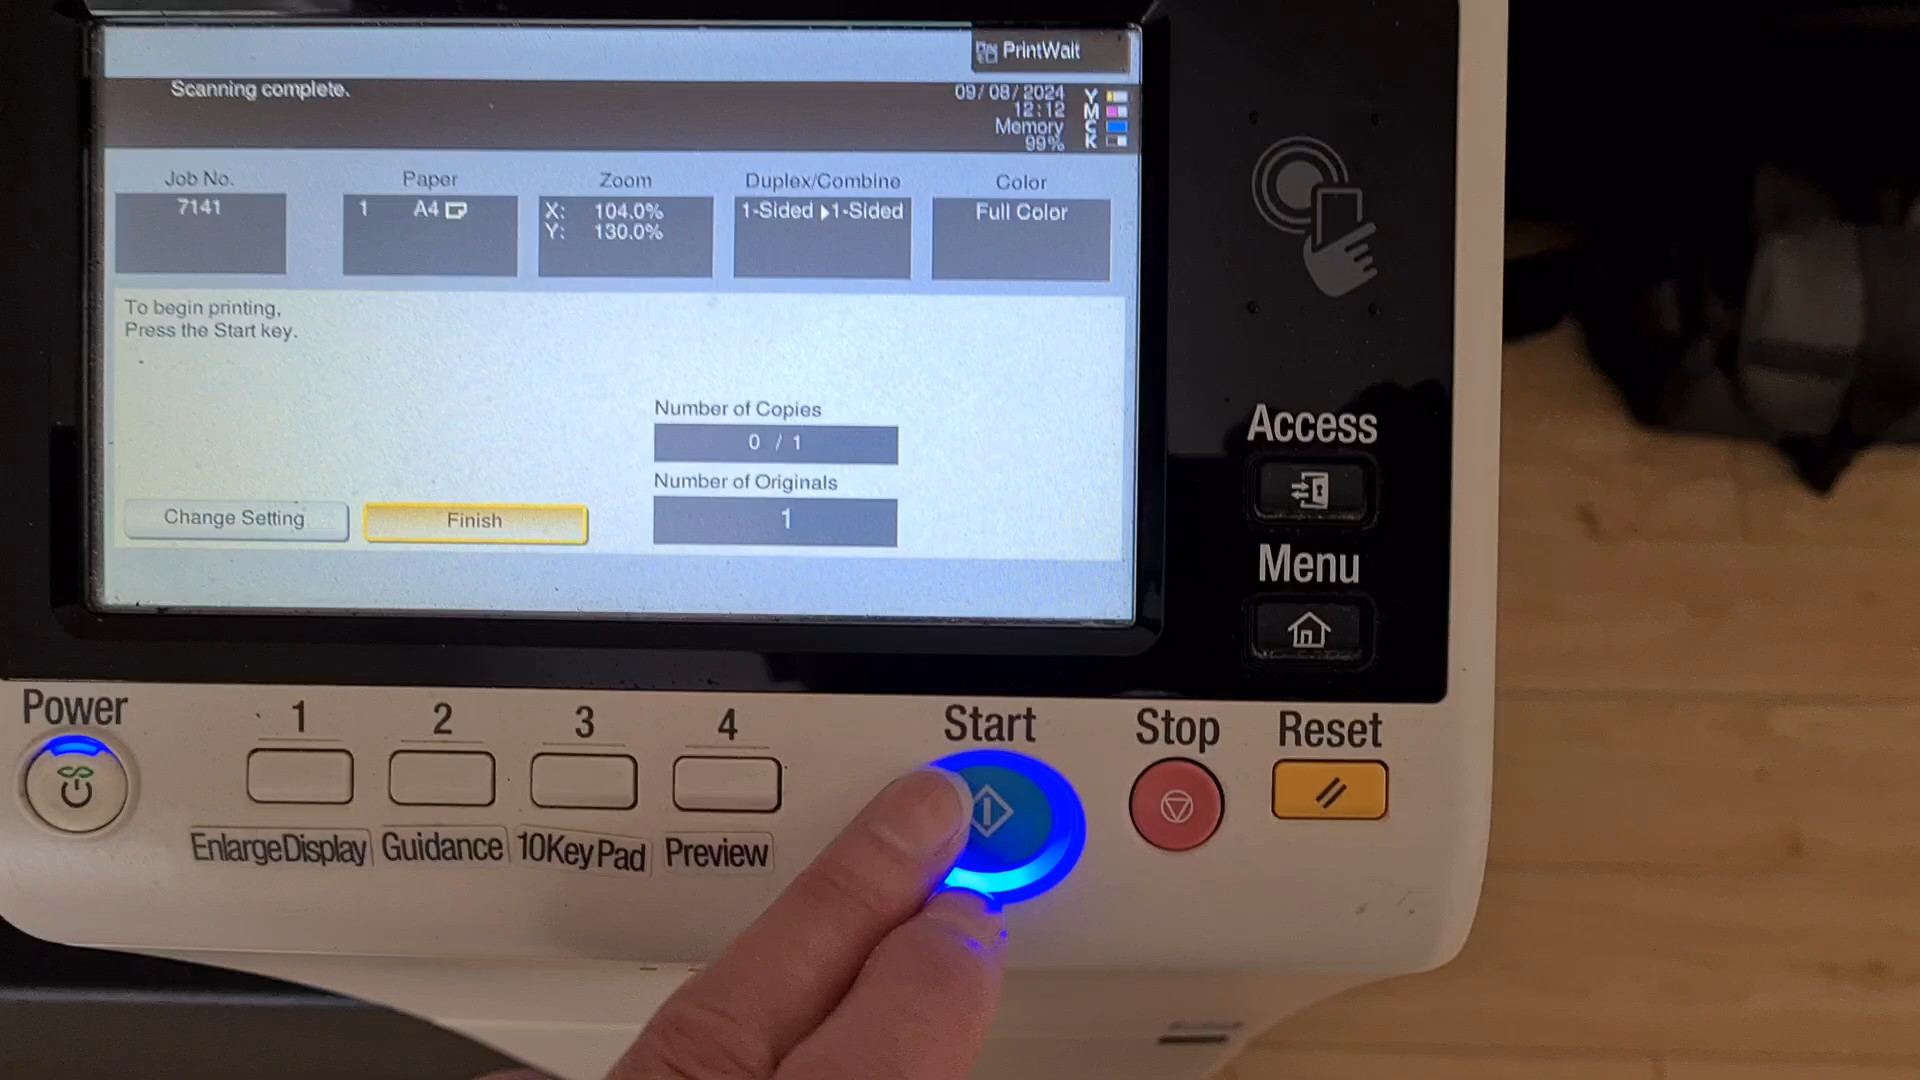 PrintWait
Scanning complete.
09/08/2024
12:12
Memory
99%
Y
M
C
K
Job No.
7141
Paper
1 A4
Zoom
X: 104.0%
Y: 130.0%
Duplex/Combine
1-Sided ▶1-Sided
Color
Full Color
To begin printing,
Press the Start key.
Number of Copies
0 / 1
Number of Originals
1
Change Setting
Finish
Access
Menu
Power
1
2
3
4
Start
Stop
Reset
EnlargeDisplay
Guidance
10KeyPad
Preview